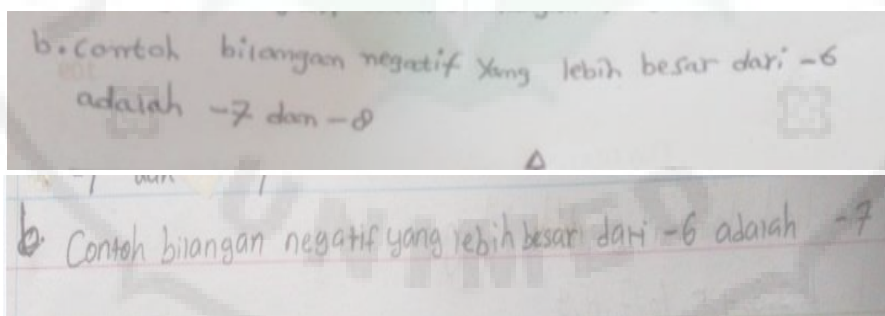 b. contoh bilangan negatif yang lebih besar dari -6
adalah -7 dan -8
b. Contoh bilangan negatif yang lebih besar dari -6 adalah -7